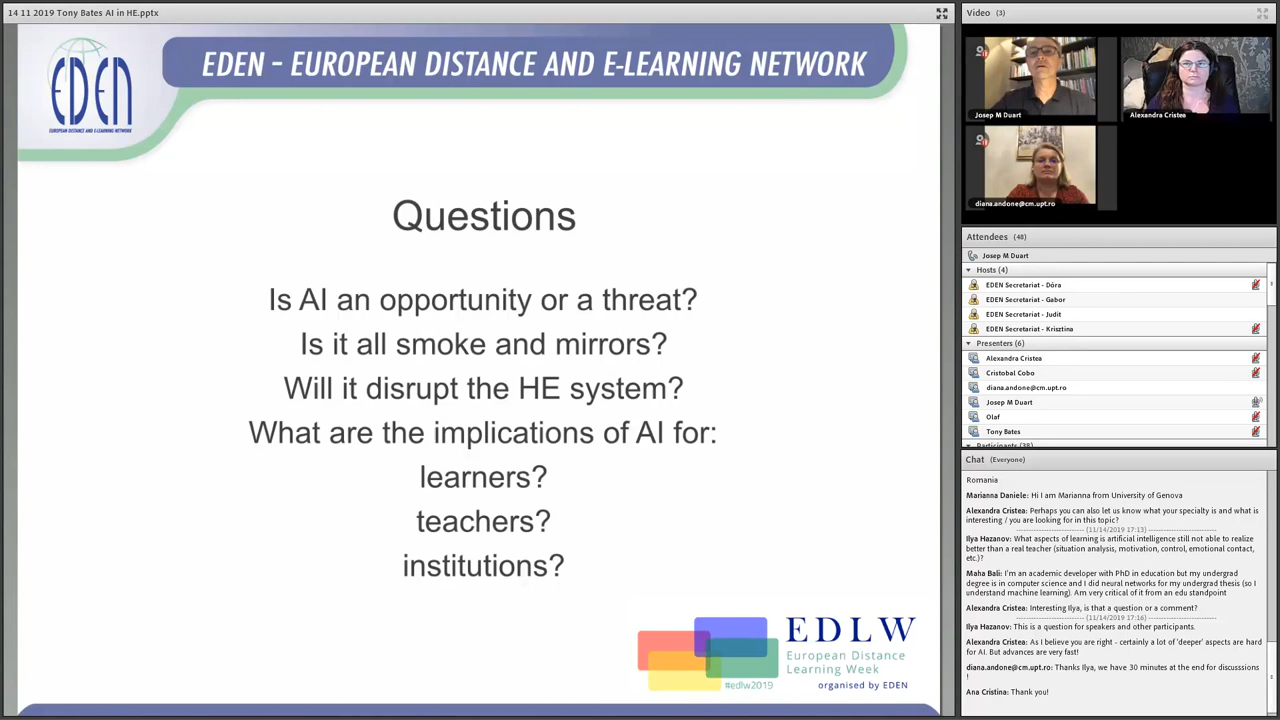 14 11 2019 Tony Bates AI in HE.pptx
EDEN
EUROPEAN DISTANCE AND E-LEARNING NETWORK
EDEN – EUROPEAN DISTANCE AND E-LEARNING NETWORK
Questions
Is AI an opportunity or a threat?
Is it all smoke and mirrors?
Will it disrupt the HE system?
What are the implications of AI for:
learners?
teachers?
institutions?
EDLW
European Distance
Learning Week
#edlw2019
organised by EDEN
Video (3)
Josep M Duart
Alexandra Cristea
diana.andone@cm.upt.ro
Attendees (48)
Josep M Duart
Hosts (4)
EDEN Secretariat - Dóra
EDEN Secretariat - Gabor
EDEN Secretariat - Judit
EDEN Secretariat - Krisztina
Presenters (6)
Alexandra Cristea
Cristobal Cobo
diana.andone@cm.upt.ro
Josep M Duart
Olaf
Tony Bates
Participants (38)
Chat (Everyone)
Romania
Marianna Daniele: Hi I am Marianna from University of Genova
Alexandra Cristea: Perhaps you can also let us know what your specialty is and what is
interesting / you are looking for in this topic?
---------------------- (11/14/2019 17:13) ----------------------
Ilya Hazanov: What aspects of learning is artificial intelligence still not able to realize
better than a real teacher (situation analysis, motivation, control, emotional contact,
etc.)?
Maha Bali: I'm an academic developer with PhD in education but my undergrad
degree is in computer science and I did neural networks for my undergrad thesis (so I
understand machine learning). Am very critical of it from an edu standpoint
Alexandra Cristea: Interesting Ilya, is that a question or a comment?
---------------------- (11/14/2019 17:16) ----------------------
Ilya Hazanov: This is a question for speakers and other participants.
Alexandra Cristea: As I believe you are right - certainly a lot of 'deeper' aspects are hard
for AI. But advances are very fast!
diana.andone@cm.upt.ro: Thanks Ilya, we have 30 minutes at the end for discusssions
!
Ana Cristina: Thank you!